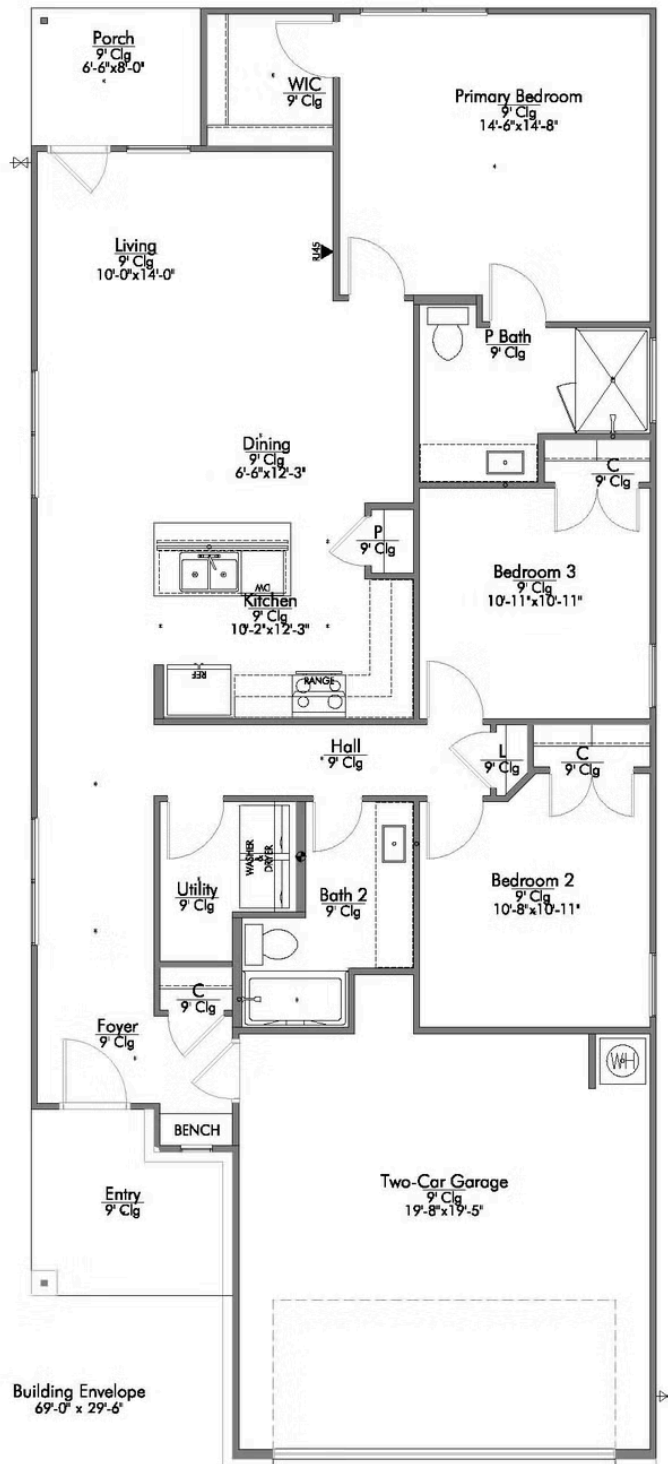 Porch
9' Clg
6'-6"x8'-0"
WIC
9' Clg
Primary Bedroom
9' Clg
14'-6"x14'-8"
Living
9' Clg
10'-0"x14'-0"
RJ45
P Bath
9' Clg
Dining
9' Clg
6'-6"x12'-3"
C
9' Clg
P
9' Clg
Bedroom 3
9' Clg
10'-11"x10'-11"
DW
Kitchen
9' Clg
10'-2"x12'-3"
REF
RANGE
Hall
9' Clg
L
9' Clg
C
9' Clg
WASHER
&
DRYER
Utility
9' Clg
Bath 2
9' Clg
Bedroom 2
9' Clg
10'-8"x10'-11"
C
9' Clg
Foyer
9' Clg
WH
BENCH
Entry
9' Clg
Two-Car Garage
9' Clg
19'-8"x19'-5"
Building Envelope
69'-0" x 29'-6"